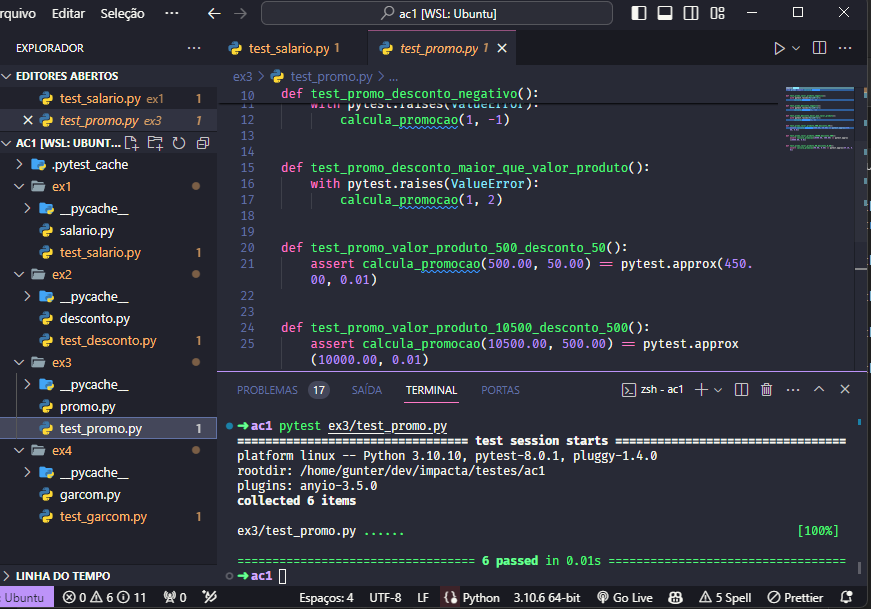 rquivo Editar Seleção ··· ac1 [WSL: Ubuntu]
EXPLORADOR ···
EDITORES ABERTOS
test_salario.py ex1 1
test_promo.py ex3 1
AC1 [WSL: UBUNT...
.pytest_cache
ex1
__pycache__
salario.py
test_salario.py 1
ex2
__pycache__
desconto.py
test_desconto.py 1
ex3
__pycache__
promo.py
test_promo.py 1
ex4
__pycache__
garcom.py
test_garcom.py 1
LINHA DO TEMPO
test_salario.py 1 test_promo.py 1
ex3 > test_promo.py > ...
10 def test_promo_desconto_negativo():
11 with pytest.raises(ValueError):
12 calcula_promocao(1, -1)
13
14
15 def test_promo_desconto_maior_que_valor_produto():
16 with pytest.raises(ValueError):
17 calcula_promocao(1, 2)
18
19
20 def test_promo_valor_produto_500_desconto_50():
21 assert calcula_promocao(500.00, 50.00) == pytest.approx(450.
00, 0.01)
22
23
24 def test_promo_valor_produto_10500_desconto_500():
25 assert calcula_promocao(10500.00, 500.00) == pytest.approx
(10000.00, 0.01)
PROBLEMAS 17 SAÍDA TERMINAL PORTAS zsh - ac1
➜ ac1 pytest ex3/test_promo.py
============================= test session starts =============================
platform linux -- Python 3.10.10, pytest-8.0.1, pluggy-1.4.0
rootdir: /home/gunter/dev/impacta/testes/ac1
plugins: anyio-3.5.0
collected 6 items
ex3/test_promo.py ...... [100%]
============================== 6 passed in 0.01s ==============================
➜ ac1
: Ubuntu 0 6 11 0 Espaços: 4 UTF-8 LF Python 3.10.6 64-bit Go Live 5 Spell Prettier